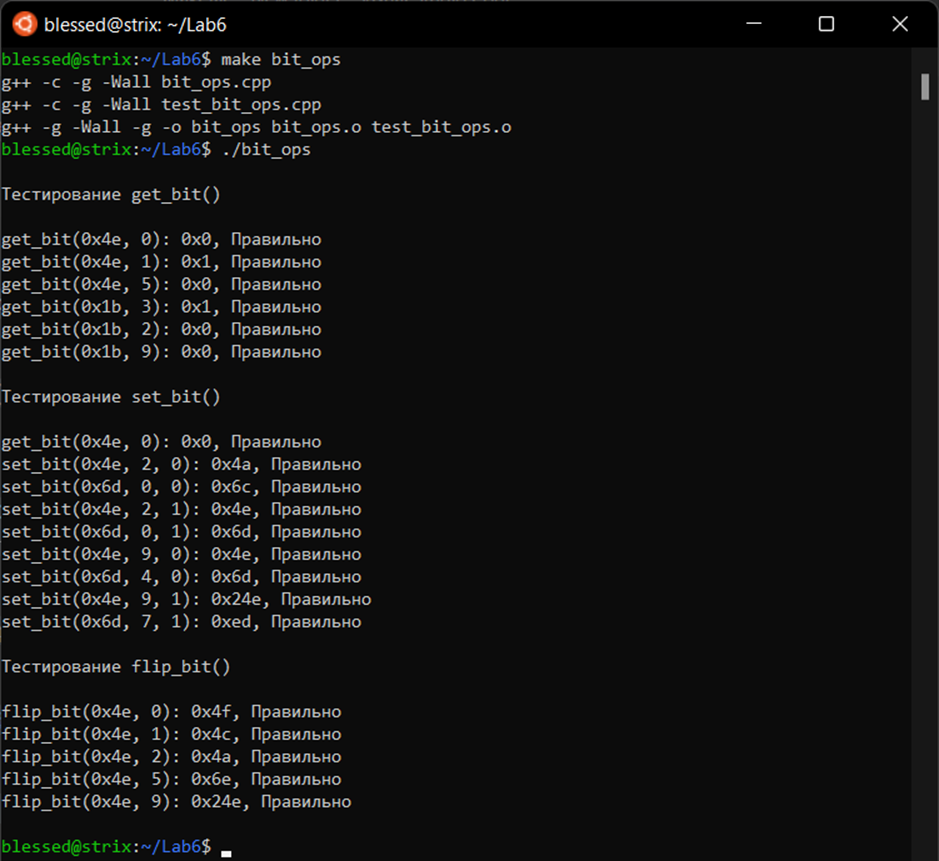 blessed@strix: ~/Lab6
blessed@strix:~/Lab6$ make bit_ops
g++ -c -g -Wall bit_ops.cpp
g++ -c -g -Wall test_bit_ops.cpp
g++ -g -Wall -g -o bit_ops bit_ops.o test_bit_ops.o
blessed@strix:~/Lab6$ ./bit_ops
Тестирование get_bit()
get_bit(0x4e, 0): 0x0, Правильно
get_bit(0x4e, 1): 0x1, Правильно
get_bit(0x4e, 5): 0x0, Правильно
get_bit(0x1b, 3): 0x1, Правильно
get_bit(0x1b, 2): 0x0, Правильно
get_bit(0x1b, 9): 0x0, Правильно
Тестирование set_bit()
get_bit(0x4e, 0): 0x0, Правильно
set_bit(0x4e, 2, 0): 0x4a, Правильно
set_bit(0x6d, 0, 0): 0x6c, Правильно
set_bit(0x4e, 2, 1): 0x4e, Правильно
set_bit(0x6d, 0, 1): 0x6d, Правильно
set_bit(0x4e, 9, 0): 0x4e, Правильно
set_bit(0x6d, 4, 0): 0x6d, Правильно
set_bit(0x4e, 9, 1): 0x24e, Правильно
set_bit(0x6d, 7, 1): 0xed, Правильно
Тестирование flip_bit()
flip_bit(0x4e, 0): 0x4f, Правильно
flip_bit(0x4e, 1): 0x4c, Правильно
flip_bit(0x4e, 2): 0x4a, Правильно
flip_bit(0x4e, 5): 0x6e, Правильно
flip_bit(0x4e, 9): 0x24e, Правильно
blessed@strix:~/Lab6$